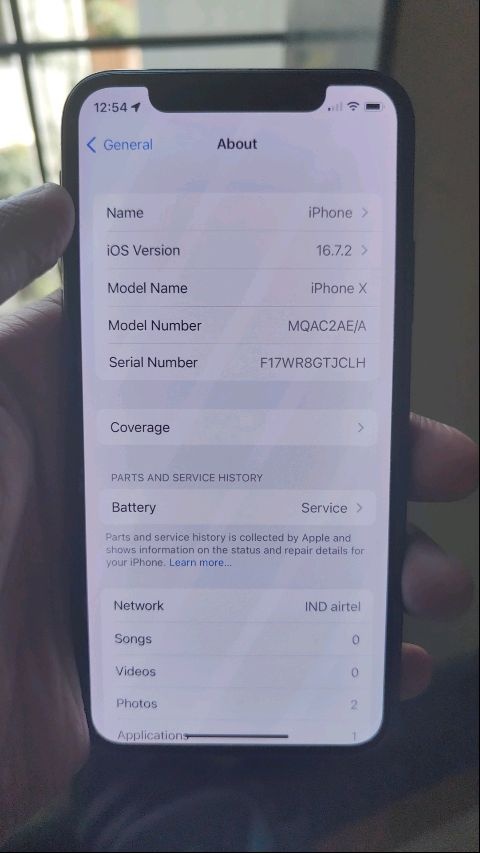 12:54
General
About
Name iPhone
iOS Version 16.7.2
Model Name iPhone X
Model Number MQAC2AE/A
Serial Number F17WR8GTJCLH
Coverage
PARTS AND SERVICE HISTORY
Battery Service
Parts and service history is collected by Apple and
shows information on the status and repair details for
your iPhone. Learn more...
Network IND airtel
Songs 0
Videos 0
Photos 2
Applications 1